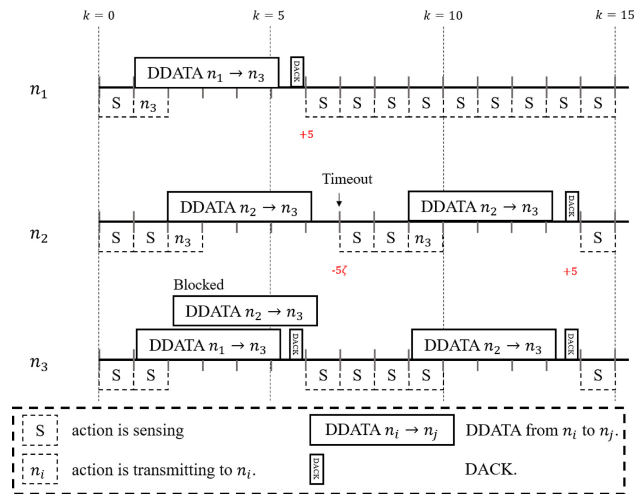 k = 0 k = 5 k = 10 k = 15
DDATA n₁ → n₃ DACK
n₁
S n₃ S S S S S S S S S
+5
Timeout
DDATA n₂ → n₃ DDATA n₂ → n₃ DACK
n₂
S S n₃ S S n₃ S
-5ζ +5
Blocked
DDATA n₂ → n₃
DDATA n₁ → n₃ DACK DDATA n₂ → n₃ DACK
n₃
S S S S S S S
S action is sensing DDATA nᵢ → nⱼ DDATA from nᵢ to nⱼ.
nᵢ action is transmitting to nᵢ. DACK DACK.